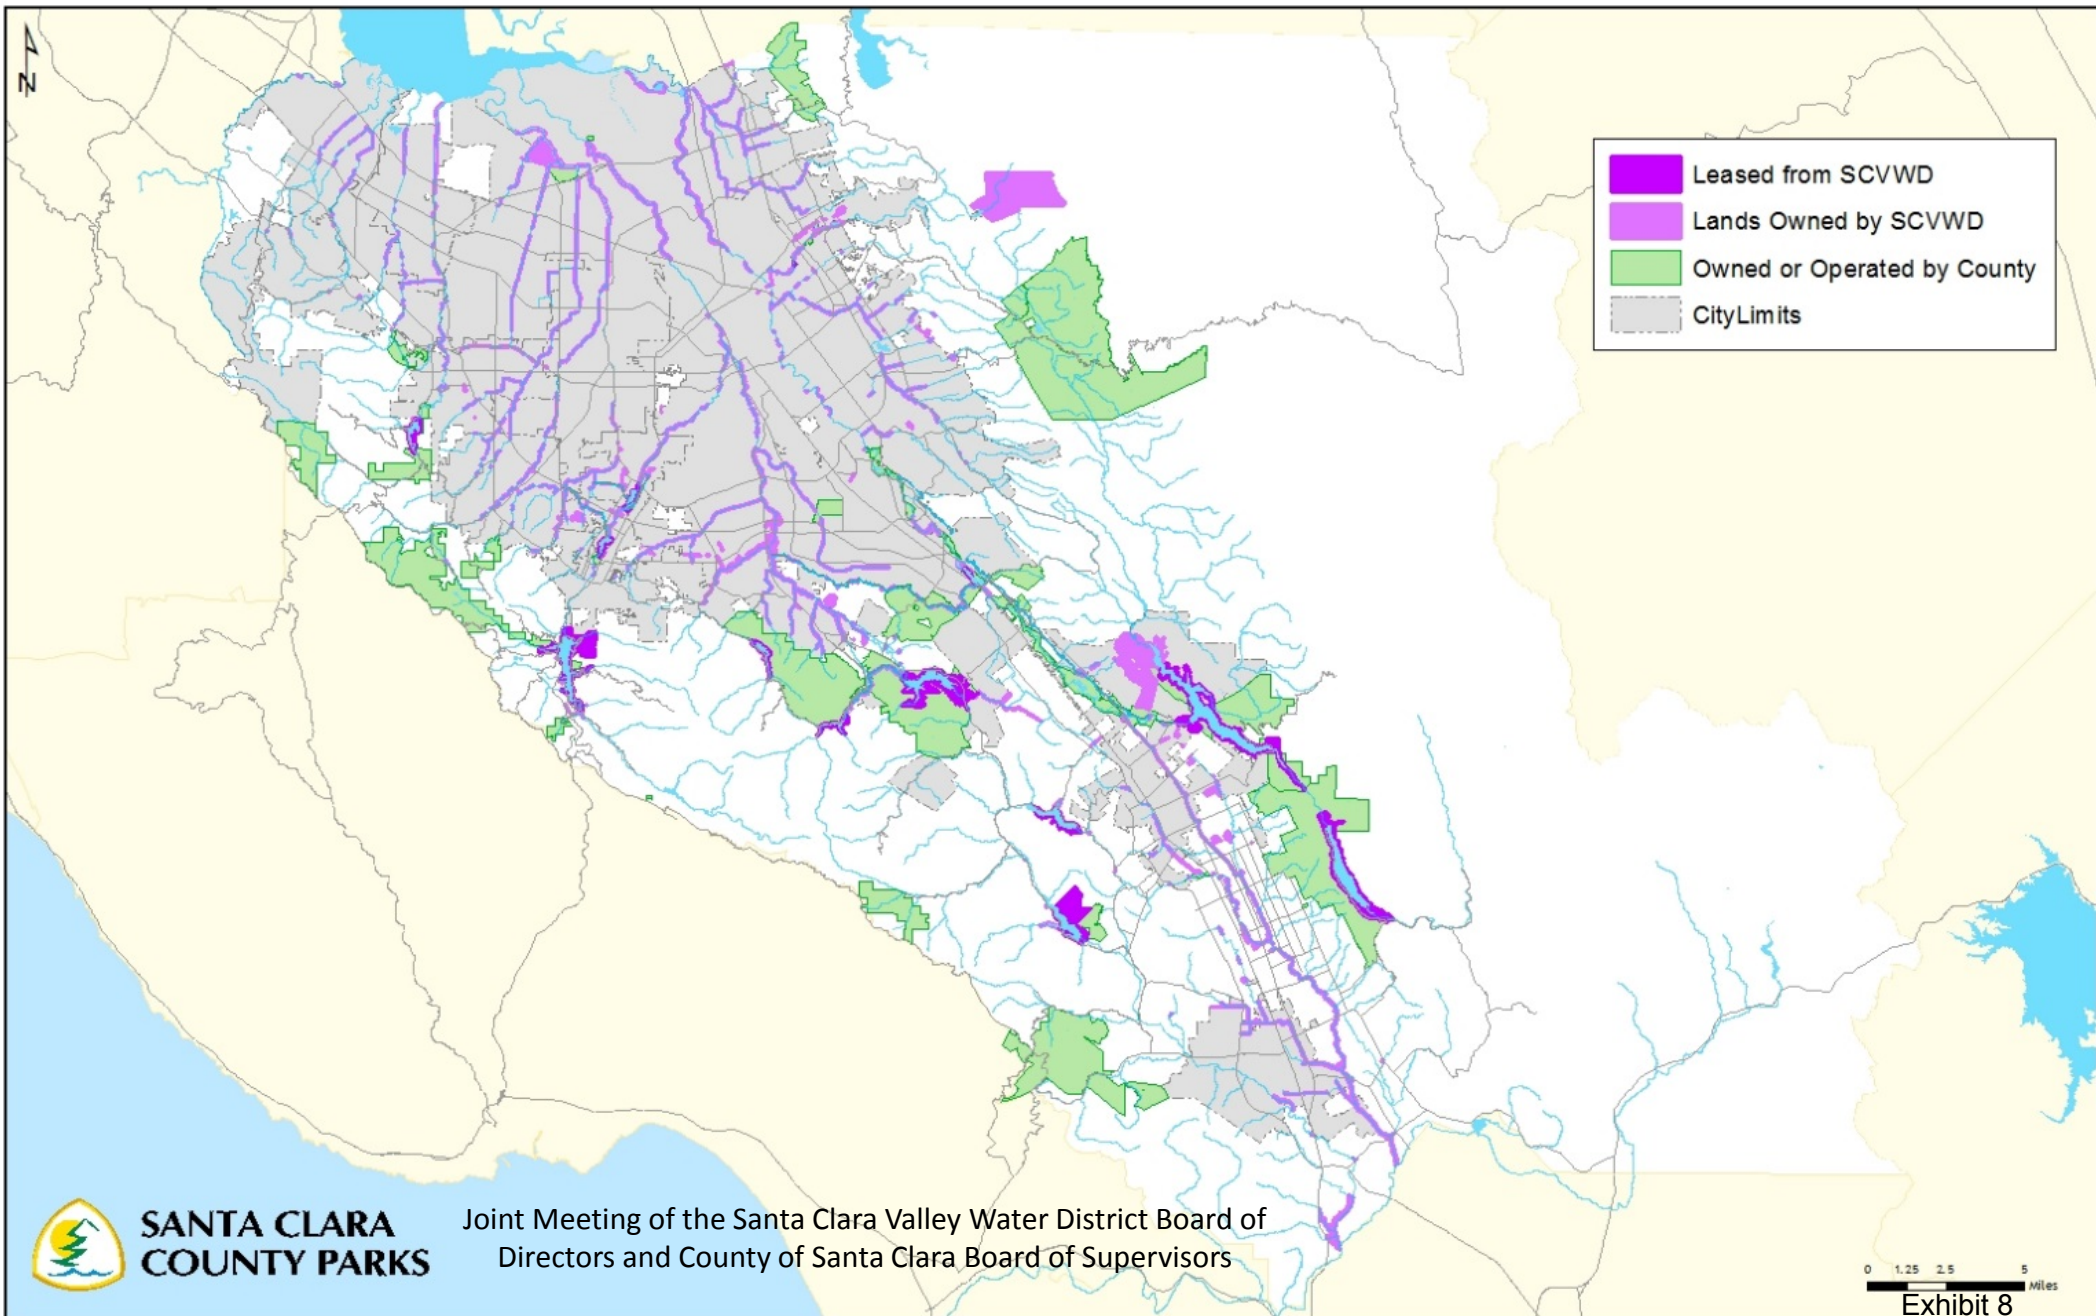 N
Leased from SCVWD
Lands Owned by SCVWD
Owned or Operated by County
CityLimits
SANTA CLARA
COUNTY PARKS
Joint Meeting of the Santa Clara Valley Water District Board of
Directors and County of Santa Clara Board of Supervisors
0 1.25 2.5 5
Miles
Exhibit 8